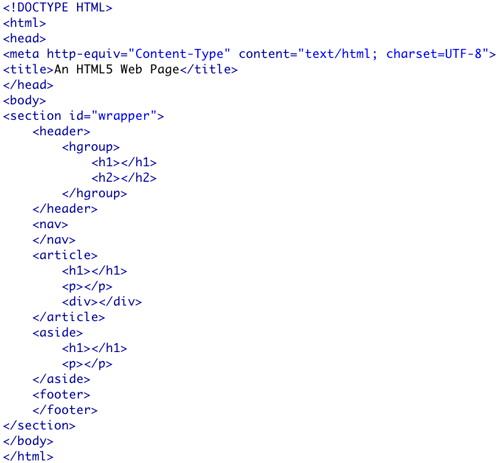 <!DOCTYPE HTML>
<html>
<head>
<meta http-equiv="Content-Type" content="text/html; charset=UTF-8">
<title>An HTML5 Web Page</title>
</head>
<body>
<section id="wrapper">
    <header>
        <hgroup>
            <h1></h1>
            <h2></h2>
        </hgroup>
    </header>
    <nav>
    </nav>
    <article>
        <h1></h1>
        <p></p>
        <div></div>
    </article>
    <aside>
        <h1></h1>
        <p></p>
    </aside>
    <footer>
    </footer>
</section>
</body>
</html>